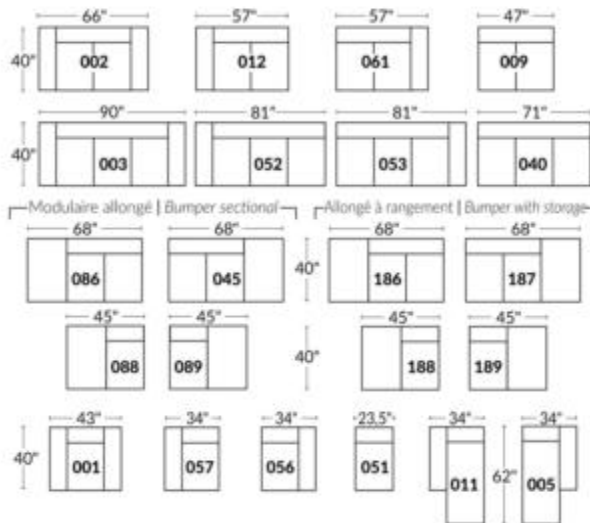 66" 57" 57" 47"
40" 002 012 061 009
90" 81" 81" 71"
40" 003 052 053 040
Modulaire allongé | Bumper sectional Allongé à rangement | Bumper with storage
68" 68" 68" 68"
086 045 40" 186 187
45" 45" 45" 45"
088 089 40" 188 189
43" 34" 34" 23.5" 34" 34"
40" 001 057 056 051 011 62" 005